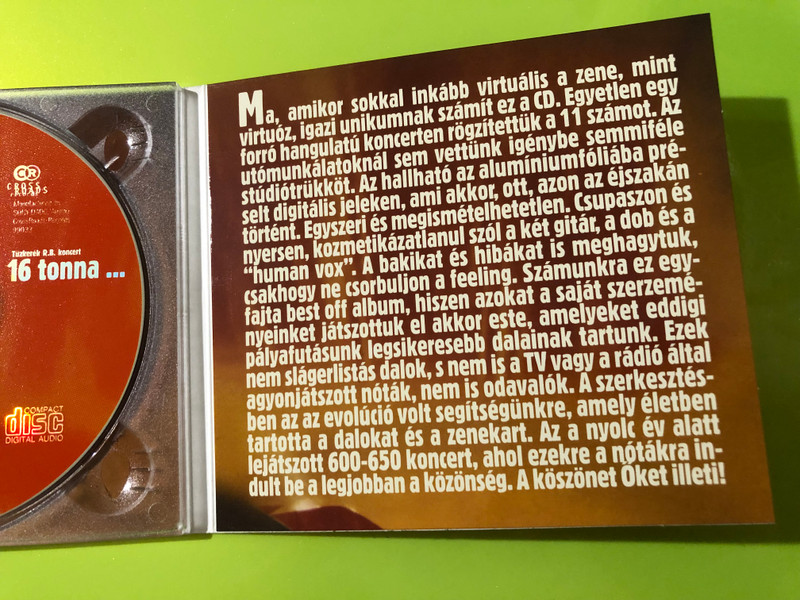 CR
CROSS
ROADS
Tűzkerék R.B. koncert
16 tonna ...
COMPACT
disc
DIGITAL AUDIO
Ma, amikor sokkal inkább virtuális a zene, mint
virtuóz, igazi unikumnak számít ez a CD. Egyetlen egy
forró hangulatú koncerten rögzítettük a 11 számot. Az
utómunkálatoknál sem vettünk igénybe semmiféle
stúdiótrükköt. Az hallható az alumíniumfóliába pré-
selt digitális jeleken, ami akkor, ott, azon az éjszakán
történt. Egyszeri és megismételhetetlen. Csupaszon és
nyersen, kozmetikázatlanul szól a két gitár, a dob és a
"human vox". A bakikat és hibákat is meghagytuk,
csakhogy ne csorbuljon a feeling. Számunkra ez egy-
fajta best off album, hiszen azokat a saját szerzemé-
nyeinket játszottuk el akkor este, amelyeket eddigi
pályafutásunk legsikeresebb dalainak tartunk. Ezek
nem slágerlistás dalok, s nem is a TV vagy a rádió által
agyonjátszott nóták, nem is odavalók. A szerkesztés-
ben az az evolúció volt segítségünkre, amely életben
tartotta a dalokat és a zenekart. Az a nyolc év alatt
lejátszott 600-650 koncert, ahol ezekre a nótákra in-
dult be a legjobban a közönség. A köszönet Őket illeti!